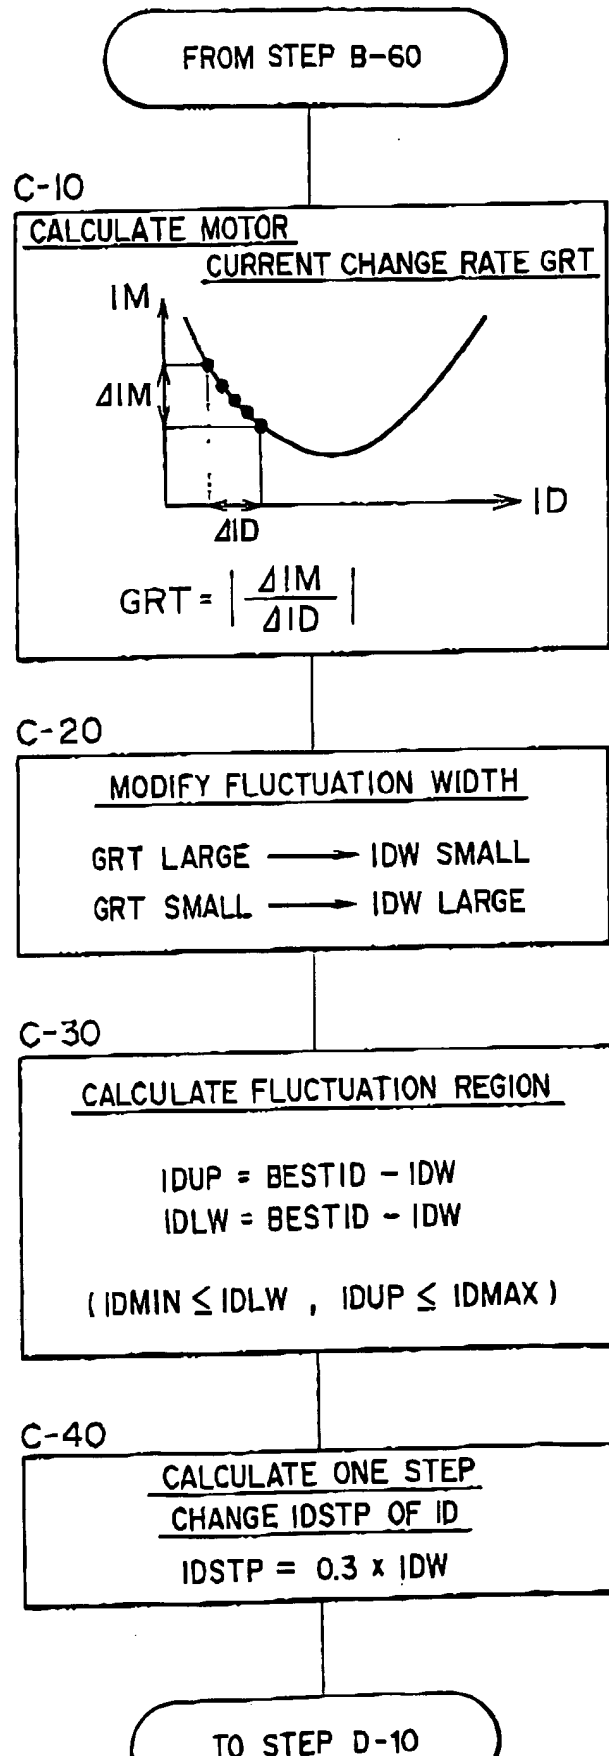 FROM STEP B-60
C-10
CALCULATE MOTOR
CURRENT CHANGE RATE GRT
IM
ΔIM
ID
ΔID
GRT = | ΔIM / ΔID |
C-20
MODIFY FLUCTUATION WIDTH
GRT LARGE → IDW SMALL
GRT SMALL → IDW LARGE
C-30
CALCULATE FLUCTUATION REGION
IDUP = BESTID - IDW
IDLW = BESTID - IDW
(IDMIN ≤ IDLW , IDUP ≤ IDMAX)
C-40
CALCULATE ONE STEP
CHANGE IDSTP OF ID
IDSTP = 0.3 x IDW
TO STEP D-10